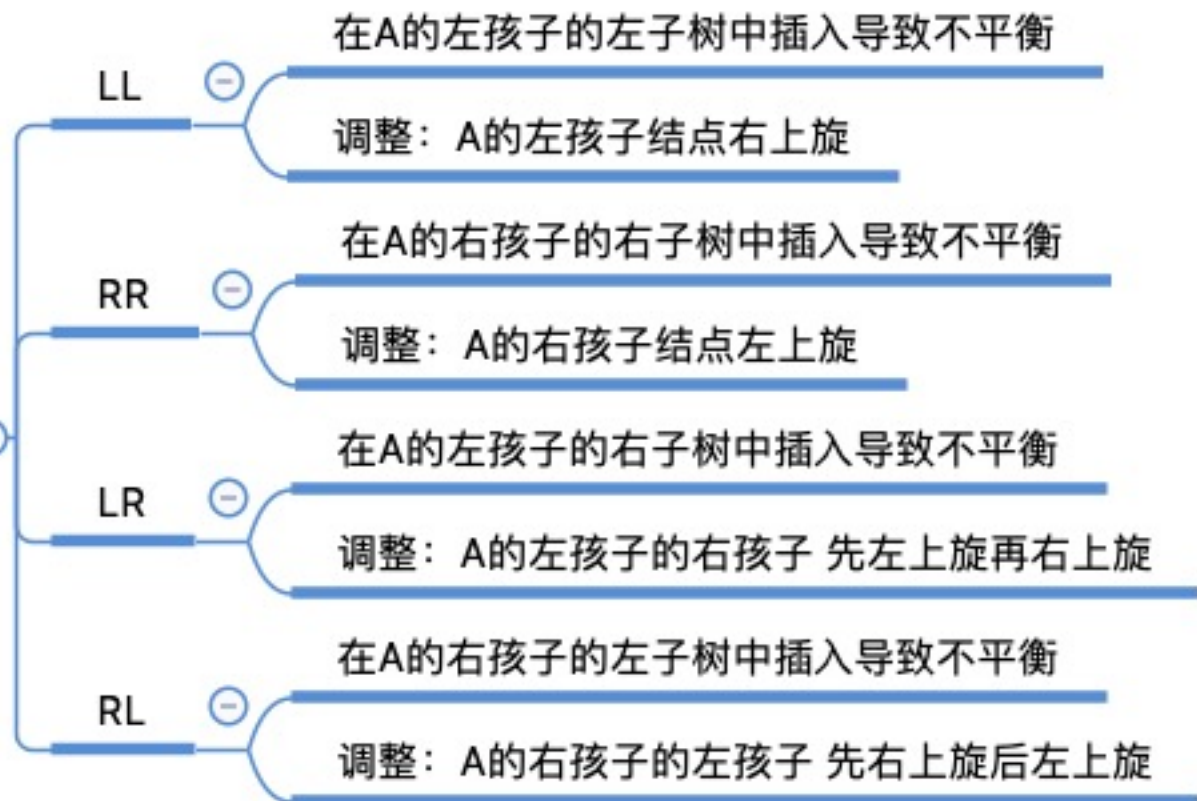 LL
在A的左孩子的左子树中插入导致不平衡
调整：A的左孩子结点右上旋
RR
在A的右孩子的右子树中插入导致不平衡
调整：A的右孩子结点左上旋
LR
在A的左孩子的右子树中插入导致不平衡
调整：A的左孩子的右孩子 先左上旋再右上旋
RL
在A的右孩子的左子树中插入导致不平衡
调整：A的右孩子的左孩子 先右上旋后左上旋